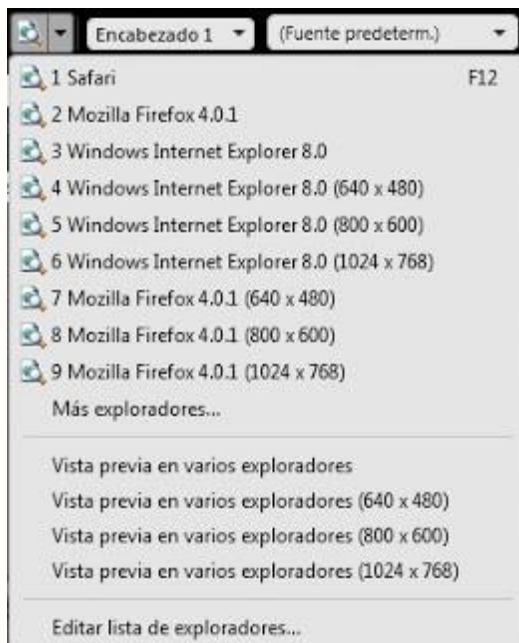 Encabezado 1 (Fuente predeterm.)
1 Safari F12
2 Mozilla Firefox 4.0.1
3 Windows Internet Explorer 8.0
4 Windows Internet Explorer 8.0 (640 x 480)
5 Windows Internet Explorer 8.0 (800 x 600)
6 Windows Internet Explorer 8.0 (1024 x 768)
7 Mozilla Firefox 4.0.1 (640 x 480)
8 Mozilla Firefox 4.0.1 (800 x 600)
9 Mozilla Firefox 4.0.1 (1024 x 768)
Más exploradores...
Vista previa en varios exploradores
Vista previa en varios exploradores (640 x 480)
Vista previa en varios exploradores (800 x 600)
Vista previa en varios exploradores (1024 x 768)
Editar lista de exploradores...